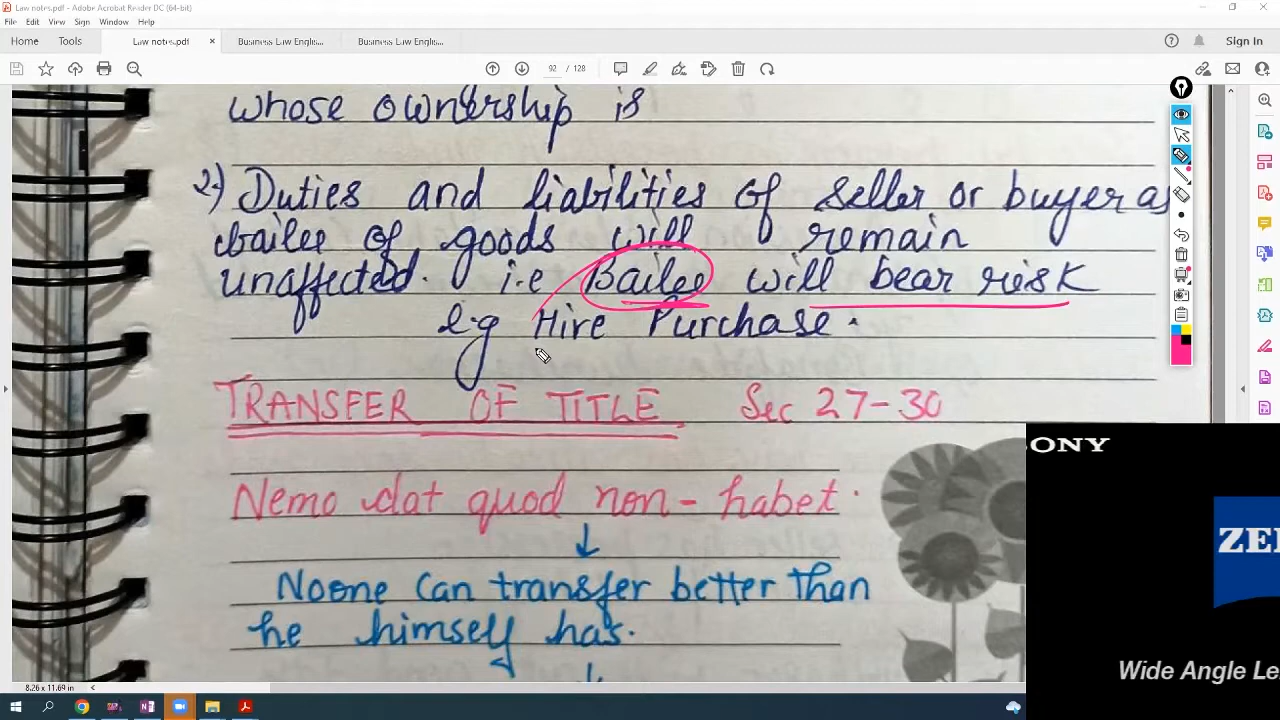 Law notes.pdf - Adobe Acrobat Reader DC (64-bit)
File Edit View Sign Window Help
Home Tools Law notes.pdf × Business Law Englis... Business Law Englis... Sign In
92 / 128
whose ownership is
2.) Duties and liabilities of seller or buyer as
bailee of goods will remain
unaffected. i.e Bailee will bear risk
e.g Hire Purchase.
TRANSFER OF TITLE Sec 27-30
Nemo dat quod non-habet.
↓
Noone Can transfer better than
he himself has.
↓
SONY
ZEI
Wide Angle Le
8.26 x 11.69 in